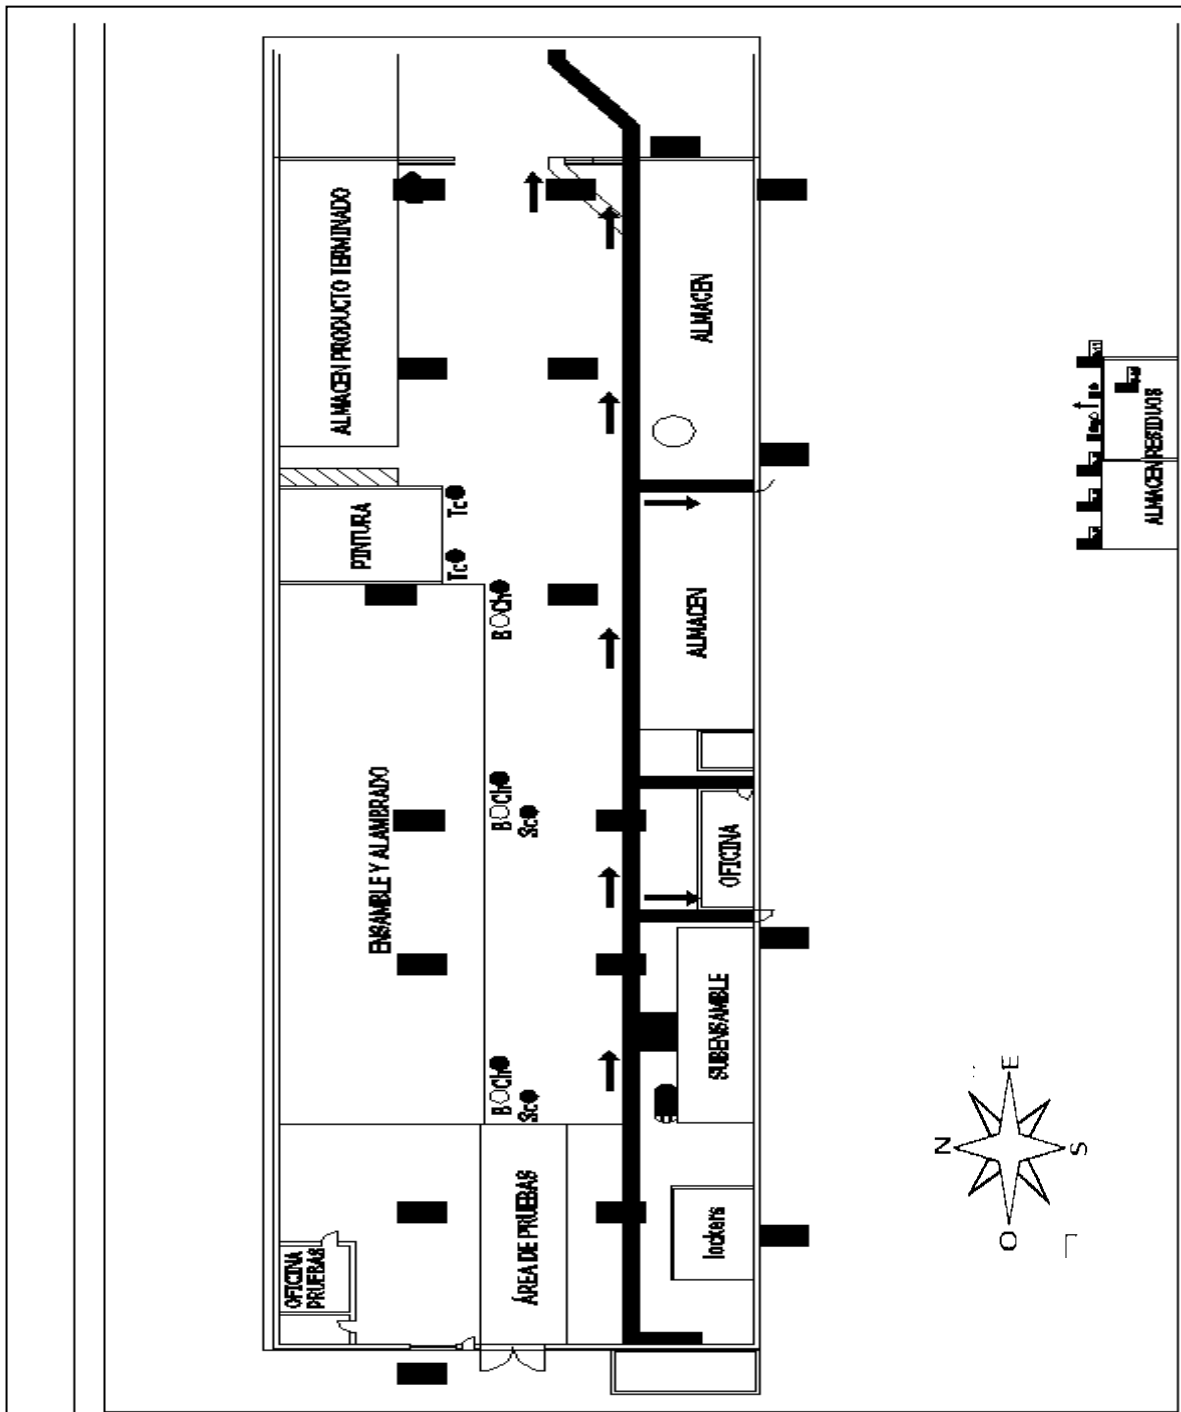 ALMACEN PRODUCTO TERMINADO
PINTURA
ENSAMBLE Y ALAMBRADO
OFICINA
PRUEBAS
ÁREA DE PRUEBAS
Tc
Tc
B Ch
B Ch
Sc
B Ch
Sc
ALMACEN
ALMACEN
OFICINA
SUBENSAMBLE
lockers
ALMACEN RESIDUOS
N
E
S
O